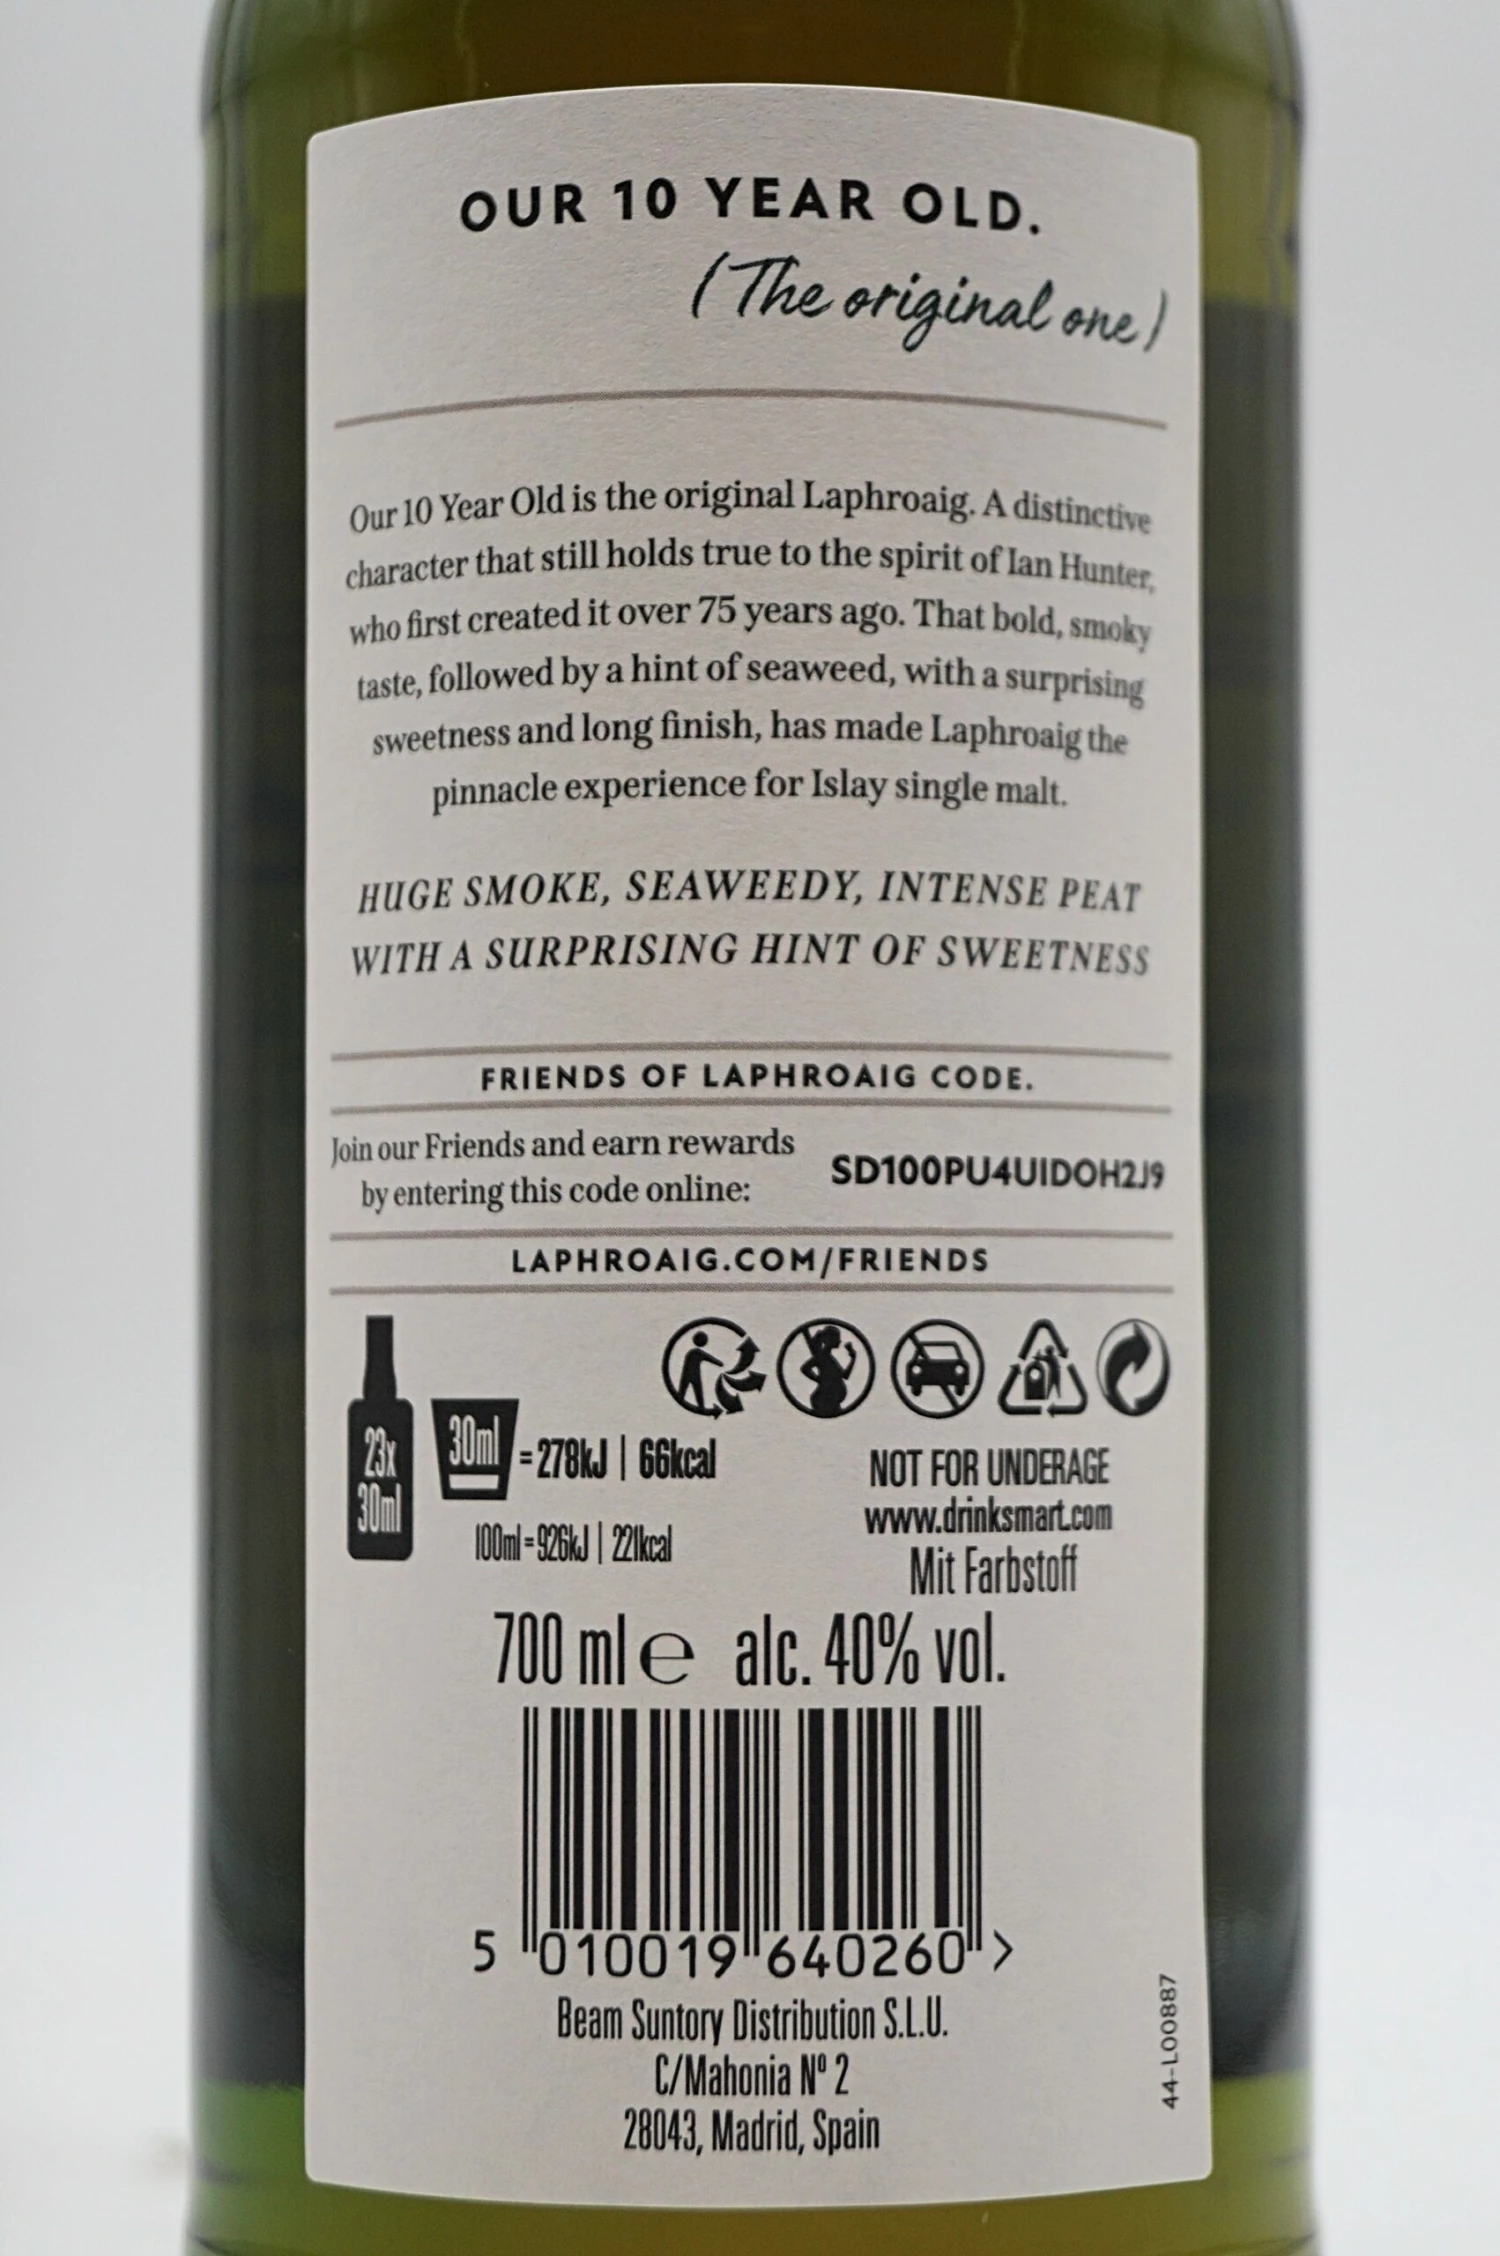 OUR 10 YEAR OLD.
(The original one)
Our 10 Year Old is the original Laphroaig. A distinctive
character that still holds true to the spirit of Ian Hunter,
who first created it over 75 years ago. That bold, smoky
taste, followed by a hint of seaweed, with a surprising
sweetness and long finish, has made Laphroaig the
pinnacle experience for Islay single malt.
HUGE SMOKE, SEAWEEDY, INTENSE PEAT
WITH A SURPRISING HINT OF SWEETNESS
FRIENDS OF LAPHROAIG CODE.
Join our Friends and earn rewards
by entering this code online:
SD100PU4UIDOH2J9
LAPHROAIG.COM/FRIENDS
23x
30ml
30ml = 278kJ | 66kcal
100ml = 926kJ | 221kcal
NOT FOR UNDERAGE
www.drinksmart.com
Mit Farbstoff
700 ml e alc. 40% vol.
5 010019 640260 >
Beam Suntory Distribution S.L.U.
C/Mahonia Nº 2
28043, Madrid, Spain
44-L00887